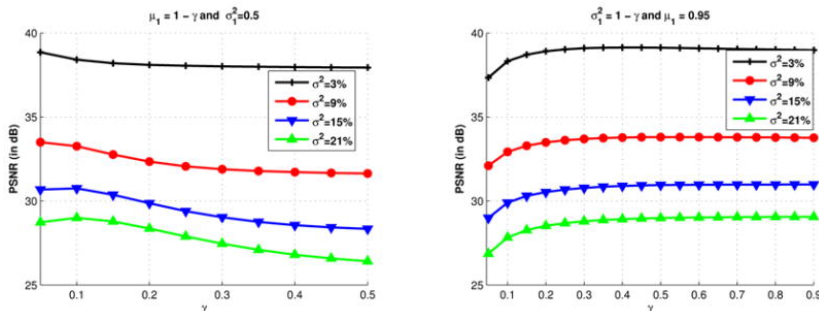 μ₁ = 1 − γ and σ₁²=0.5
PSNR (in dB)
40
35
30
25
0.1 0.2 0.3 0.4 0.5
γ
σ²=3%
σ²=9%
σ²=15%
σ²=21%
σ₁² = 1 − γ and μ₁ = 0.95
PSNR (in dB)
40
35
30
25
0.1 0.2 0.3 0.4 0.5 0.6 0.7 0.8 0.9
γ
σ²=3%
σ²=9%
σ²=15%
σ²=21%